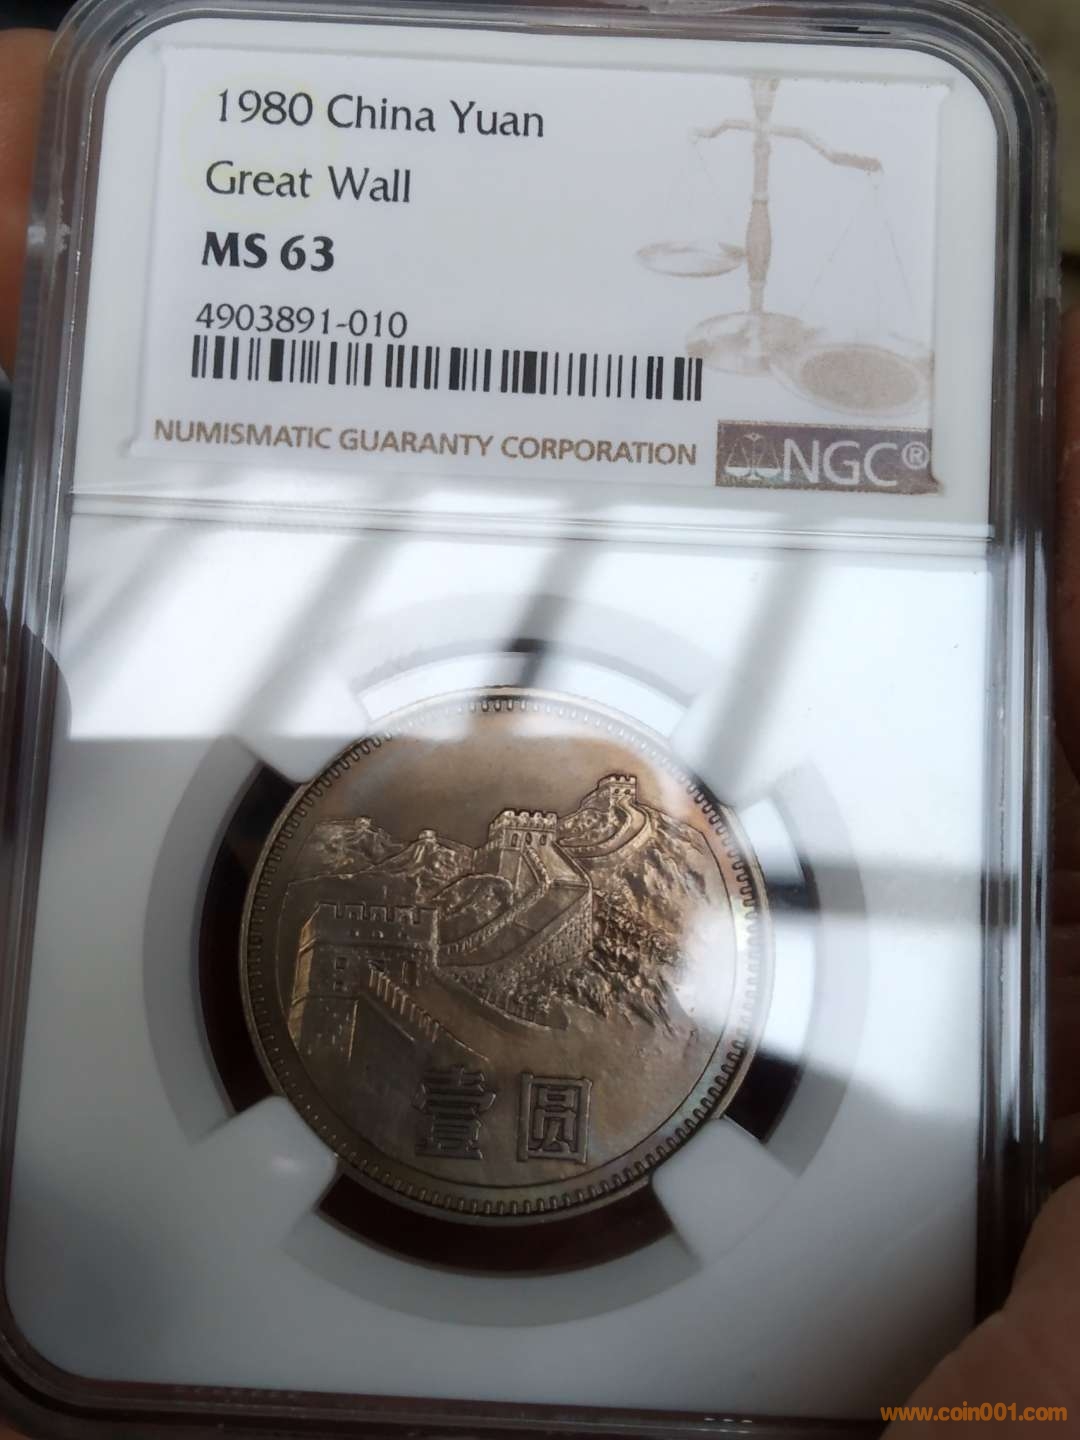 1980 China Yuan
Great Wall
MS 63
4903891-010
NUMISMATIC GUARANTY CORPORATION
NGC®
壹圆
www.coin001.com